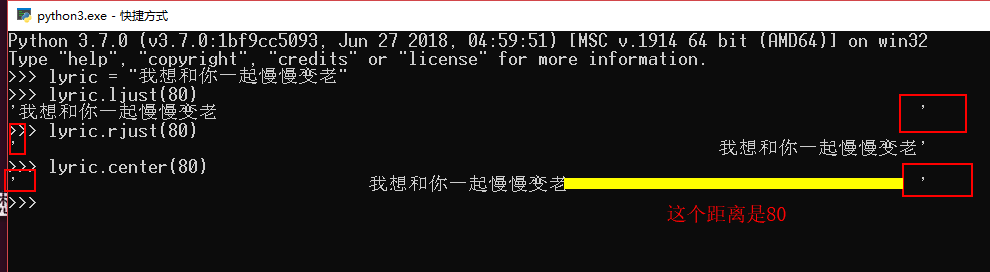 python3.exe - 快捷方式
Python 3.7.0 (v3.7.0:1bf9cc5093, Jun 27 2018, 04:59:51) [MSC v.1914 64 bit (AMD64)] on win32
Type "help", "copyright", "credits" or "license" for more information.
>>> lyric = "我想和你一起慢慢变老"
>>> lyric.ljust(80)
'我想和你一起慢慢变老                                                                      '
>>> lyric.rjust(80)
'                                                                      我想和你一起慢慢变老'
>>> lyric.center(80)
'                                   我想和你一起慢慢变老                                   '
>>>
这个距离是80